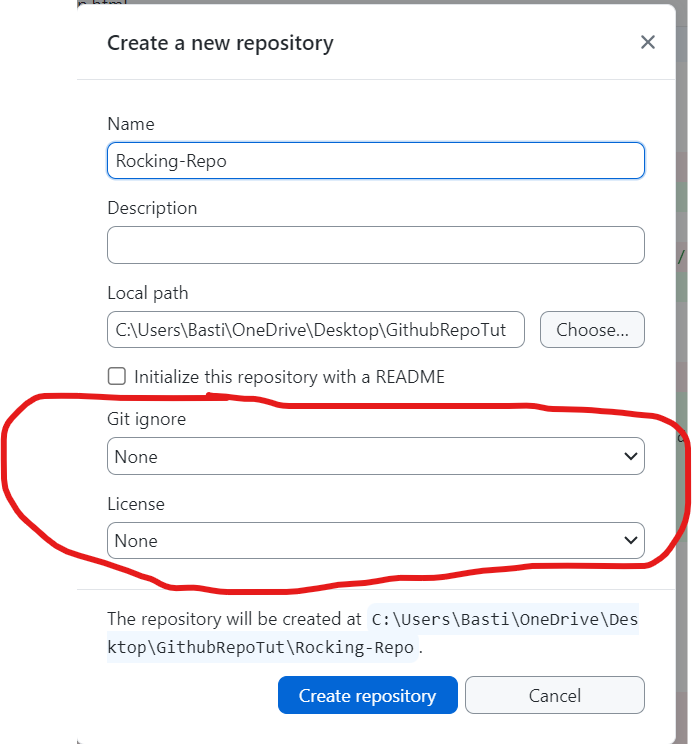 Create a new repository
Name
Rocking-Repo
Description
Local path
C:\Users\Basti\OneDrive\Desktop\GithubRepoTut
Choose...
Initialize this repository with a README
Git ignore
None
License
None
The repository will be created at C:\Users\Basti\OneDrive\Des
ktop\GithubRepoTut\Rocking-Repo.
Create repository
Cancel